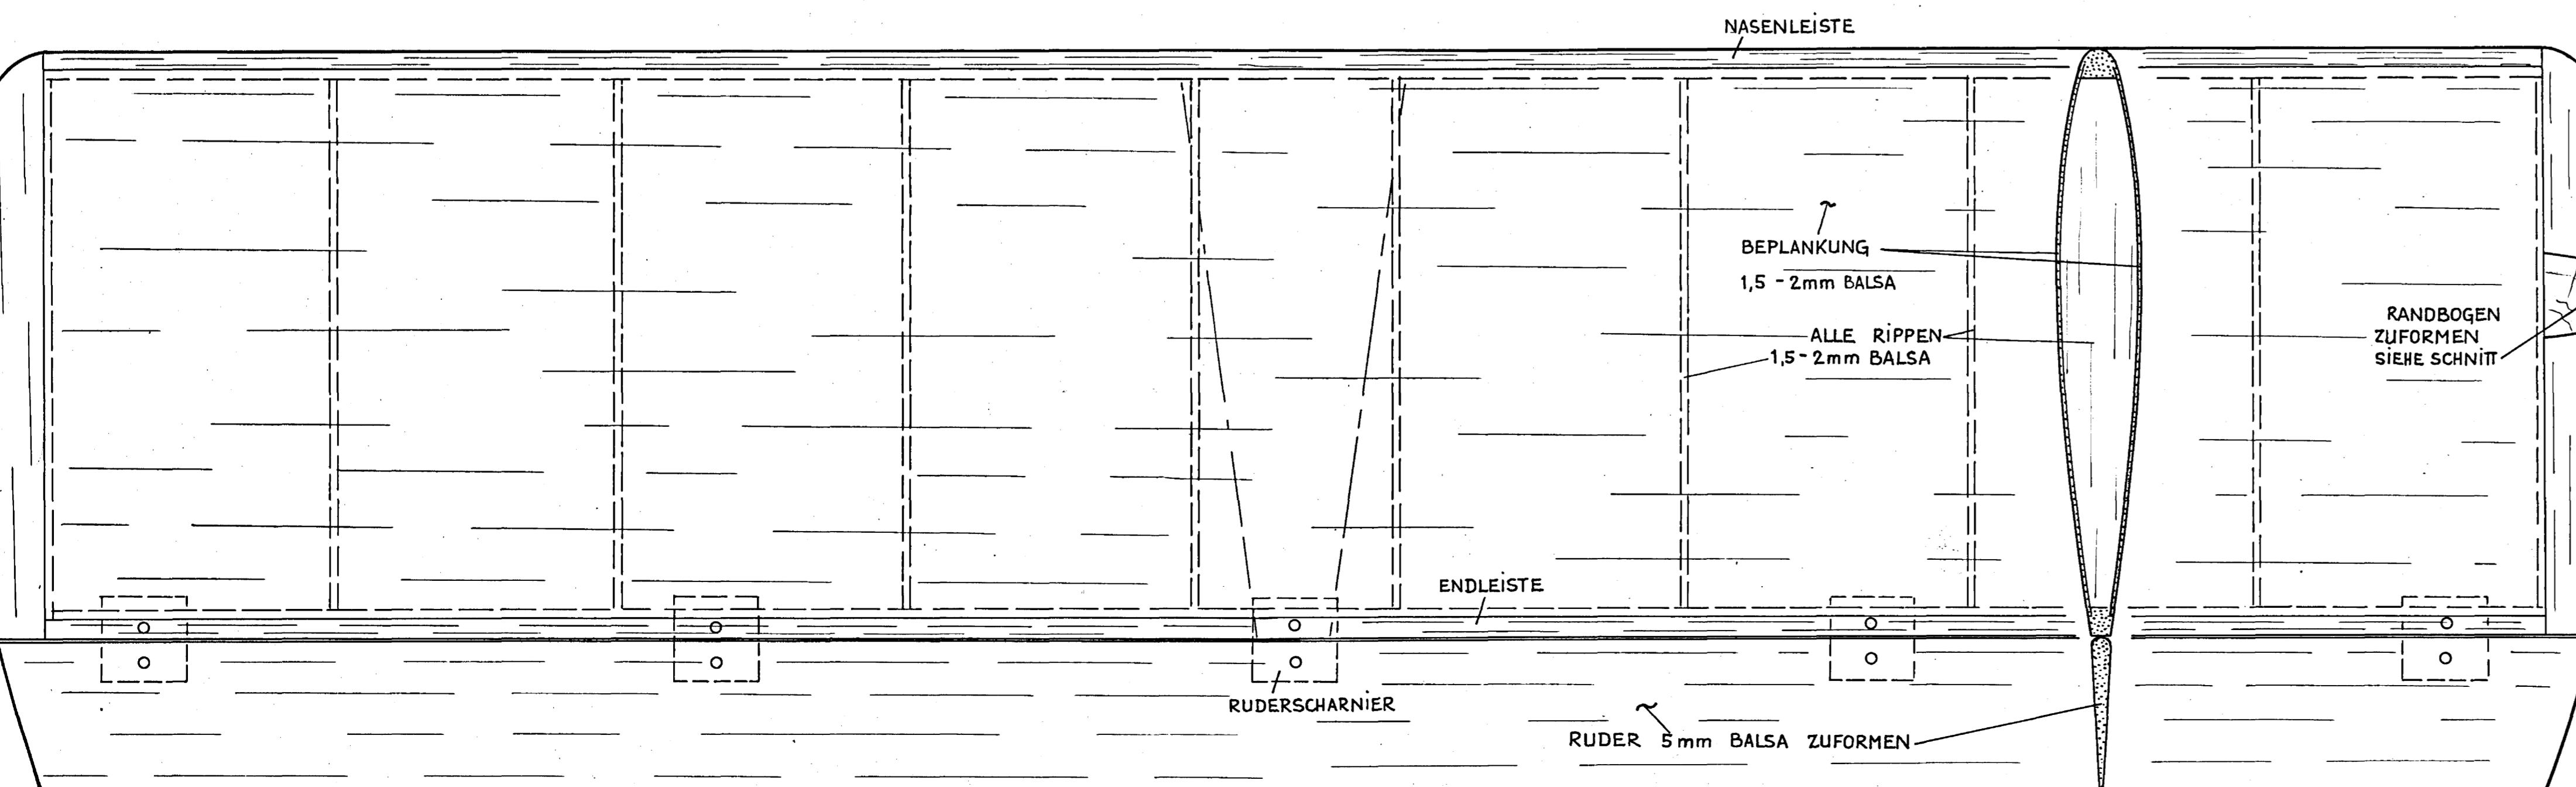 NASENLEISTE
BEPLANKUNG
1,5 - 2mm BALSA
ALLE RIPPEN
1,5-2mm BALSA
RANDBOGEN
ZUFORMEN
SIEHE SCHNITT
ENDLEISTE
RUDERSCHARNIER
RUDER 5mm BALSA ZUFORMEN